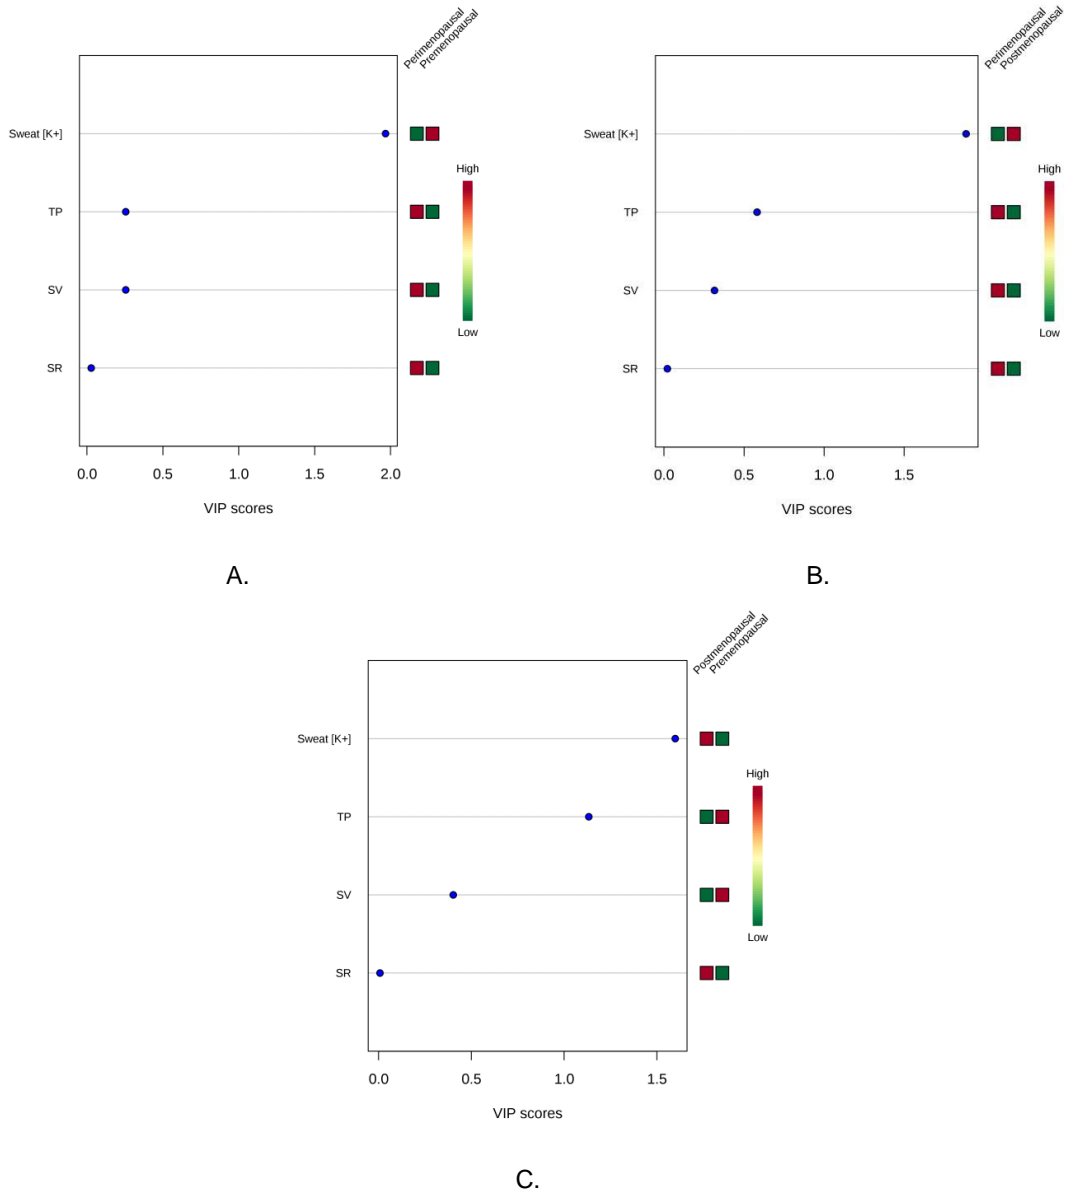 Perimenopausal
Premenopausal
Sweat [K+]
TP
SV
SR
High
Low
0.0 0.5 1.0 1.5 2.0
VIP scores
A.
Perimenopausal
Postmenopausal
Sweat [K+]
TP
SV
SR
High
Low
0.0 0.5 1.0 1.5
VIP scores
B.
Postmenopausal
Premenopausal
Sweat [K+]
TP
SV
SR
High
Low
0.0 0.5 1.0 1.5
VIP scores
C.